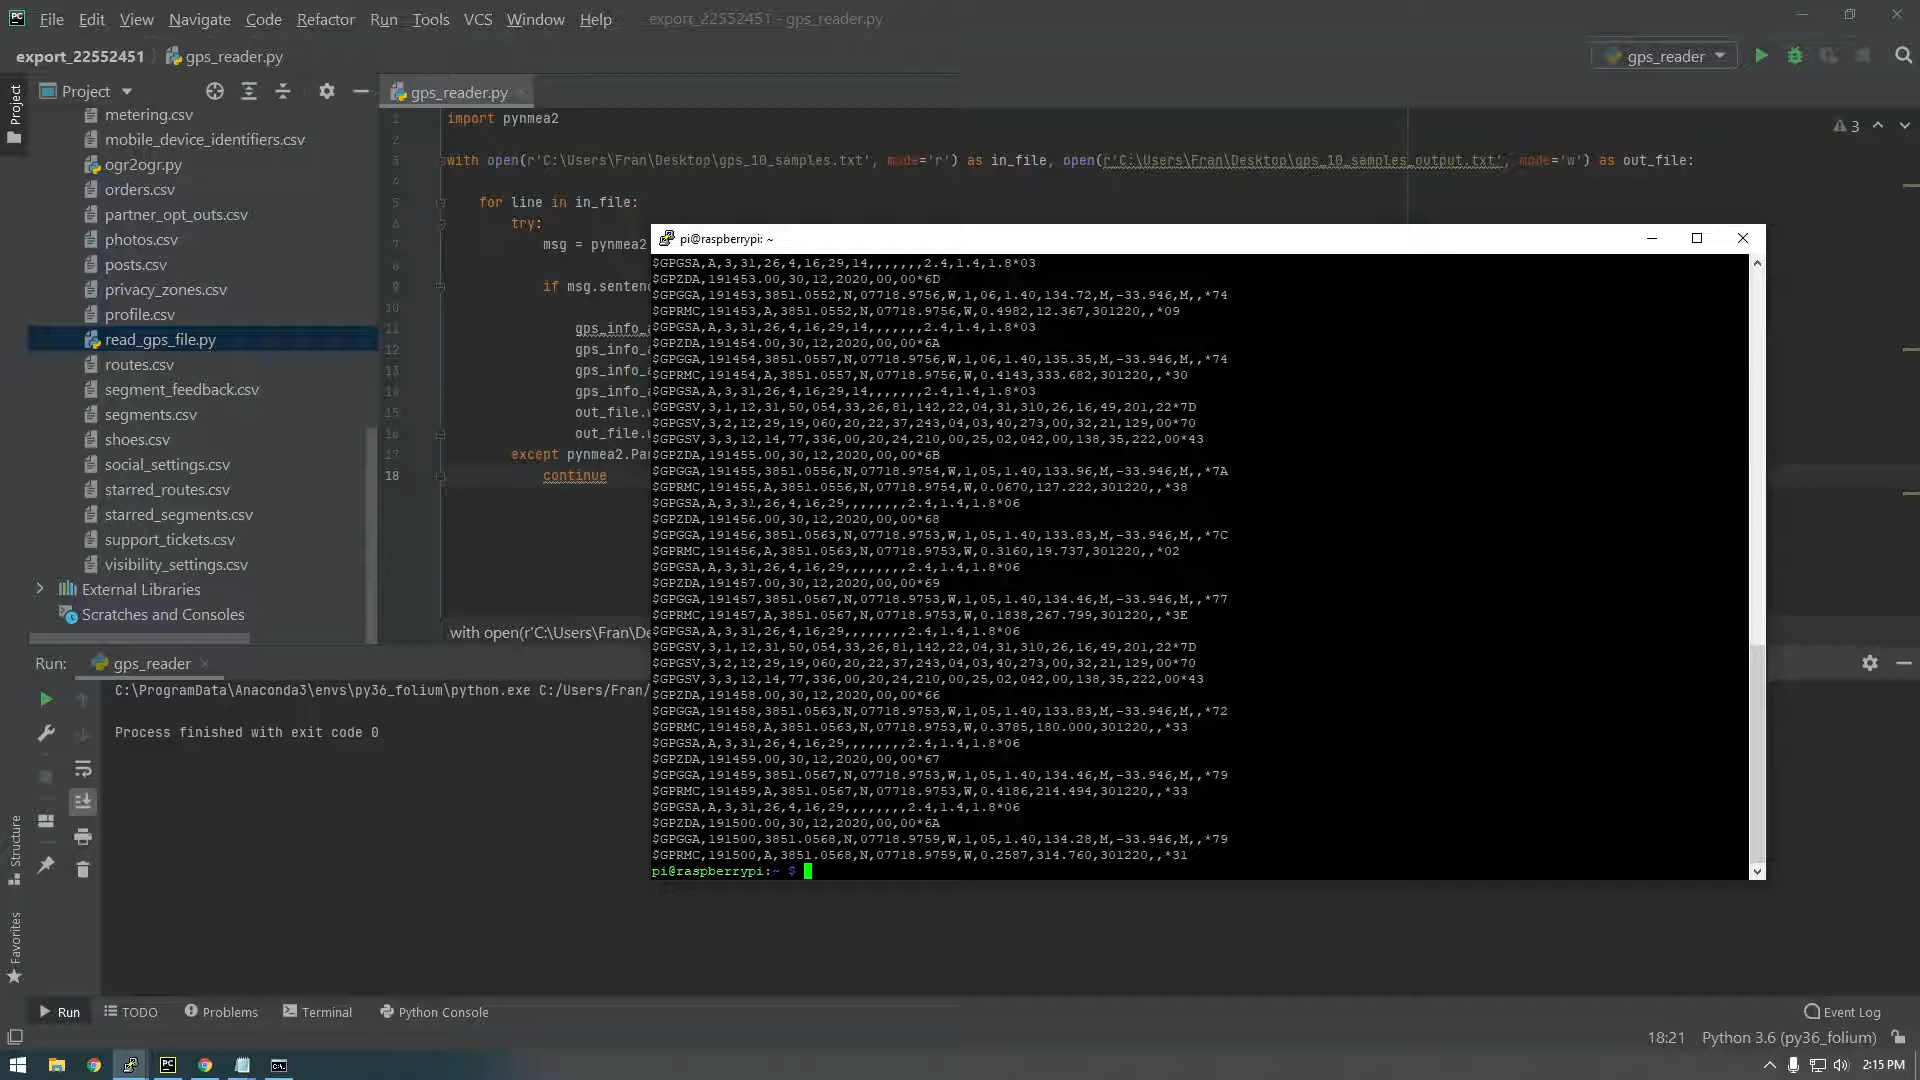 File Edit View Navigate Code Refactor Run Tools VCS Window Help export_22552451 - gps_reader.py
export_22552451 gps_reader.py
gps_reader
Project
gps_reader.py
Project
metering.csv
mobile_device_identifiers.csv
ogr2ogr.py
orders.csv
partner_opt_outs.csv
photos.csv
posts.csv
privacy_zones.csv
profile.csv
read_gps_file.py
routes.csv
segment_feedback.csv
segments.csv
shoes.csv
social_settings.csv
starred_routes.csv
starred_segments.csv
support_tickets.csv
visibility_settings.csv
External Libraries
Scratches and Consoles
3
1 import pynmea2
2
3 with open(r'C:\Users\Fran\Desktop\gps_10_samples.txt', mode='r') as in_file, open(r'C:\Users\Fran\Desktop\gps_10_samples_output.txt', mode='w') as out_file:
4
5 for line in in_file:
6 try:
7 msg = pynmea2
8
9 if msg.sentenc
10
11 gps_info_a
12 gps_info_a
13 gps_info_a
14 gps_info_a
15 out_file.w
16 out_file.w
17 except pynmea2.Par
18 continue
with open(r'C:\Users\Fran\De
pi@raspberrypi: ~
$GPGSA,A,3,31,26,4,16,29,14,,,,,,,2.4,1.4,1.8*03
$GPZDA,191453.00,30,12,2020,00,00*6D
$GPGGA,191453,3851.0552,N,07718.9756,W,1,06,1.40,134.72,M,-33.946,M,,*74
$GPRMC,191453,A,3851.0552,N,07718.9756,W,0.4982,12.367,301220,,*09
$GPGSA,A,3,31,26,4,16,29,14,,,,,,,2.4,1.4,1.8*03
$GPZDA,191454.00,30,12,2020,00,00*6A
$GPGGA,191454,3851.0557,N,07718.9756,W,1,06,1.40,135.35,M,-33.946,M,,*74
$GPRMC,191454,A,3851.0557,N,07718.9756,W,0.4143,333.682,301220,,*30
$GPGSA,A,3,31,26,4,16,29,14,,,,,,,2.4,1.4,1.8*03
$GPGSV,3,1,12,31,50,054,33,26,81,142,22,04,31,310,26,16,49,201,22*7D
$GPGSV,3,2,12,29,19,060,20,22,37,243,04,03,40,273,00,32,21,129,00*70
$GPGSV,3,3,12,14,77,336,00,20,24,210,00,25,02,042,00,138,35,222,00*43
$GPZDA,191455.00,30,12,2020,00,00*6B
$GPGGA,191455,3851.0556,N,07718.9754,W,1,05,1.40,133.96,M,-33.946,M,,*7A
$GPRMC,191455,A,3851.0556,N,07718.9754,W,0.0670,127.222,301220,,*38
$GPGSA,A,3,31,26,4,16,29,,,,,,,,2.4,1.4,1.8*06
$GPZDA,191456.00,30,12,2020,00,00*68
$GPGGA,191456,3851.0563,N,07718.9753,W,1,05,1.40,133.83,M,-33.946,M,,*7C
$GPRMC,191456,A,3851.0563,N,07718.9753,W,0.3160,19.737,301220,,*02
$GPGSA,A,3,31,26,4,16,29,,,,,,,,2.4,1.4,1.8*06
$GPZDA,191457.00,30,12,2020,00,00*69
$GPGGA,191457,3851.0567,N,07718.9753,W,1,05,1.40,134.46,M,-33.946,M,,*77
$GPRMC,191457,A,3851.0567,N,07718.9753,W,0.1838,267.799,301220,,*3E
$GPGSA,A,3,31,26,4,16,29,,,,,,,,2.4,1.4,1.8*06
$GPGSV,3,1,12,31,50,054,33,26,81,142,22,04,31,310,26,16,49,201,22*7D
$GPGSV,3,2,12,29,19,060,20,22,37,243,04,03,40,273,00,32,21,129,00*70
$GPGSV,3,3,12,14,77,336,00,20,24,210,00,25,02,042,00,138,35,222,00*43
$GPZDA,191458.00,30,12,2020,00,00*66
$GPGGA,191458,3851.0563,N,07718.9753,W,1,05,1.40,133.83,M,-33.946,M,,*72
$GPRMC,191458,A,3851.0563,N,07718.9753,W,0.3785,180.000,301220,,*33
$GPGSA,A,3,31,26,4,16,29,,,,,,,,2.4,1.4,1.8*06
$GPZDA,191459.00,30,12,2020,00,00*67
$GPGGA,191459,3851.0567,N,07718.9753,W,1,05,1.40,134.46,M,-33.946,M,,*79
$GPRMC,191459,A,3851.0567,N,07718.9753,W,0.4186,214.494,301220,,*33
$GPGSA,A,3,31,26,4,16,29,,,,,,,,2.4,1.4,1.8*06
$GPZDA,191500.00,30,12,2020,00,00*6A
$GPGGA,191500,3851.0568,N,07718.9759,W,1,05,1.40,134.28,M,-33.946,M,,*79
$GPRMC,191500,A,3851.0568,N,07718.9759,W,0.2587,314.760,301220,,*31
pi@raspberrypi:~ $
Run: gps_reader
C:\ProgramData\Anaconda3\envs\py36_folium\python.exe C:/Users/Fran/
Process finished with exit code 0
Structure
Favorites
Run TODO Problems Terminal Python Console Event Log
18:21 Python 3.6 (py36_folium)
2:15 PM